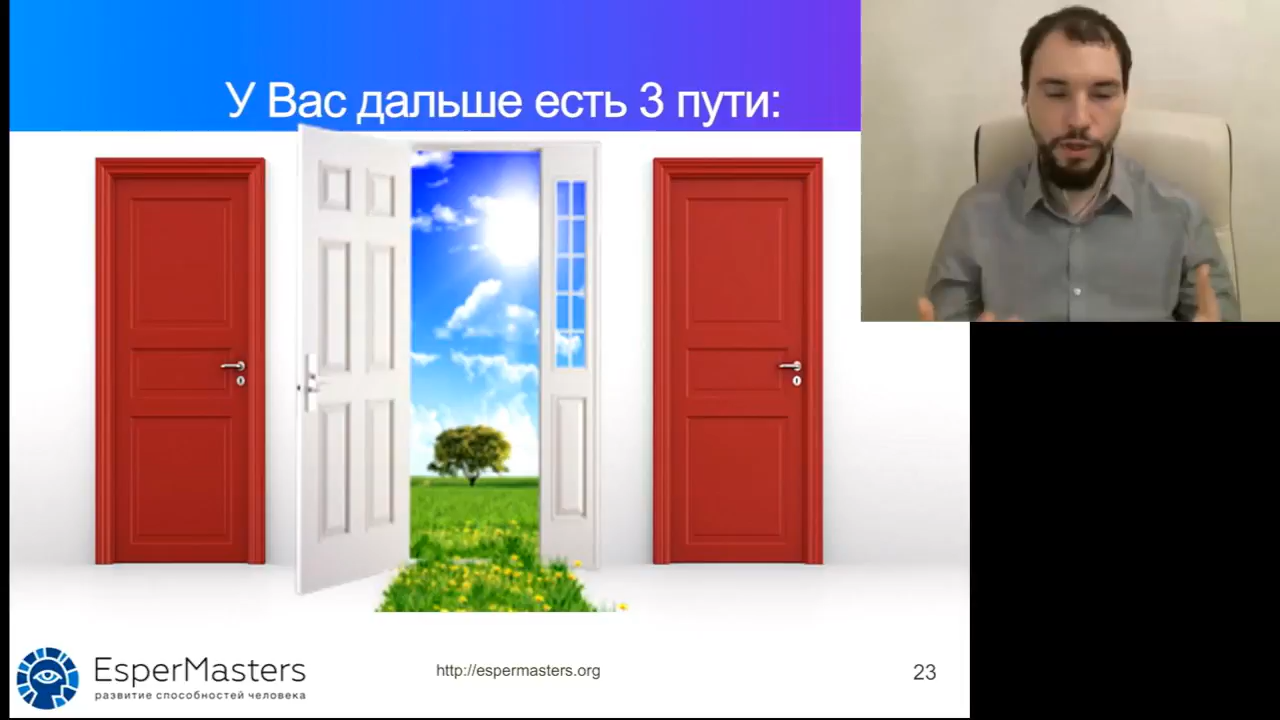 У Вас дальше есть 3 пути:
EsperMasters
развитие способностей человека
http://espermasters.org
23